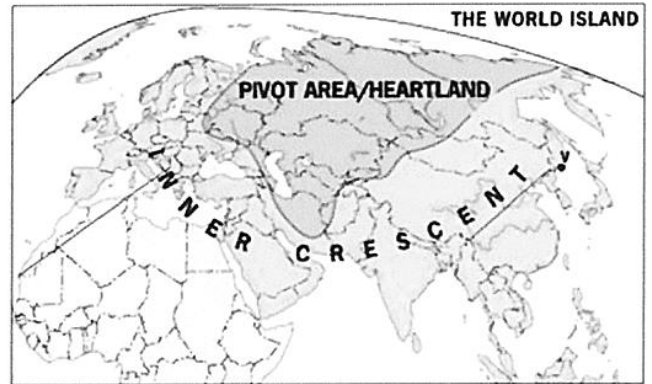 THE WORLD ISLAND
PIVOT AREA/HEARTLAND
INNER CRESCENT
V